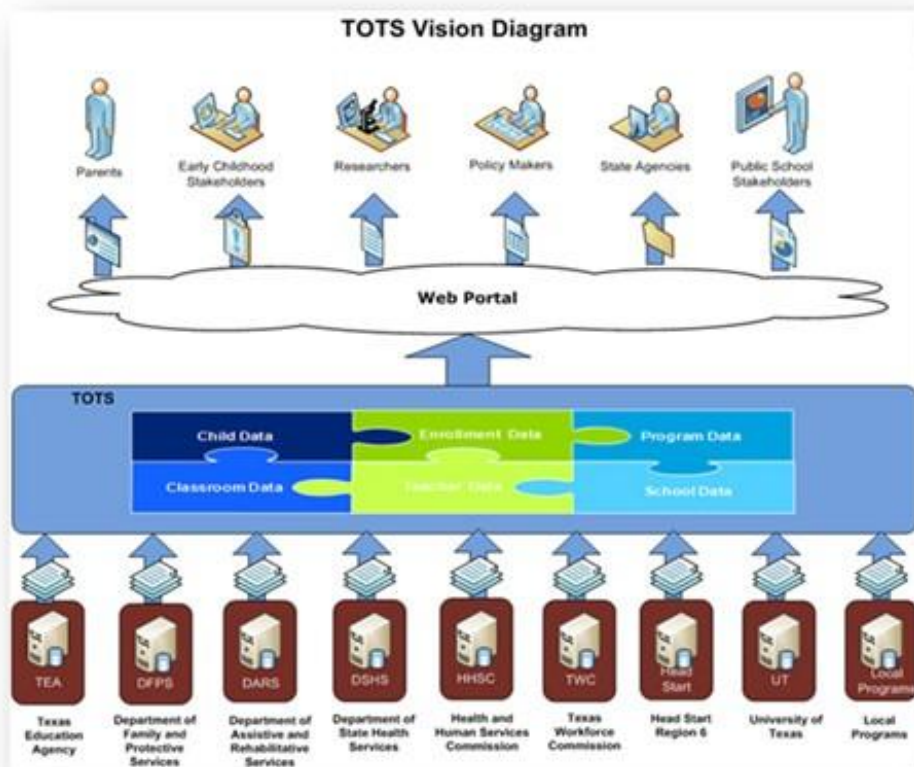 TOTS Vision Diagram
Parents
Early Childhood
Stakeholders
Researchers
Policy Makers
State Agencies
Public School
Stakeholders
Web Portal
TOTS
Child Data
Enrollment Data
Program Data
Classroom Data
Teacher Data
School Data
TEA
DFPS
DARS
DSHS
HHSC
TWC
Head
Start
UT
Local
Programs
Texas
Education
Agency
Department of
Family and
Protective
Services
Department of
Assistive and
Rehabilitative
Services
Department of
State Health
Services
Health and
Human Services
Commission
Texas
Workforce
Commission
Head Start
Region 6
University of
Texas
Local
Programs